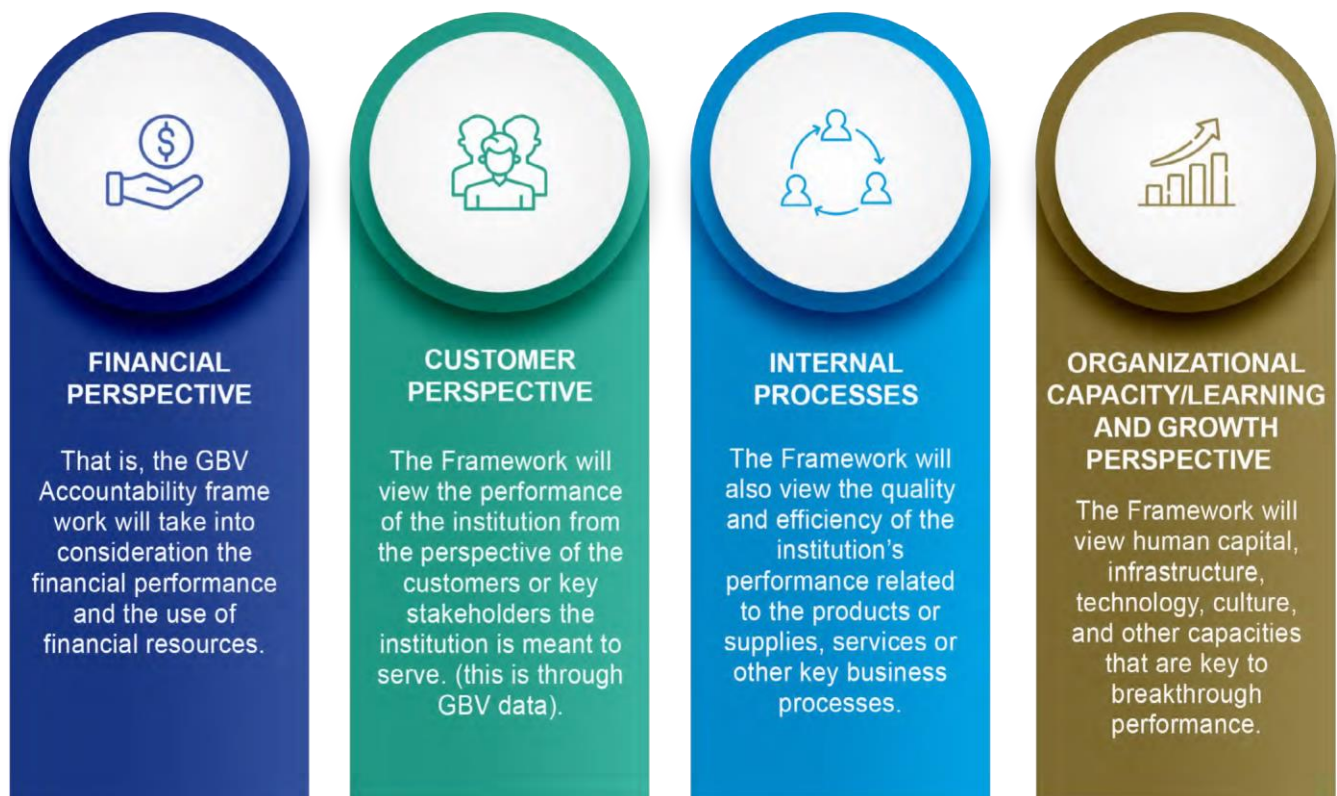 FINANCIAL
PERSPECTIVE
That is, the GBV
Accountability frame
work will take into
consideration the
financial performance
and the use of
financial resources.
CUSTOMER
PERSPECTIVE
The Framework will
view the performance
of the institution from
the perspective of the
customers or key
stakeholders the
institution is meant to
serve. (this is through
GBV data).
INTERNAL
PROCESSES
The Framework will
also view the quality
and efficiency of the
institution’s
performance related
to the products or
supplies, services or
other key business
processes.
ORGANIZATIONAL
CAPACITY/LEARNING
AND GROWTH
PERSPECTIVE
The Framework will
view human capital,
infrastructure,
technology, culture,
and other capacities
that are key to
breakthrough
performance.